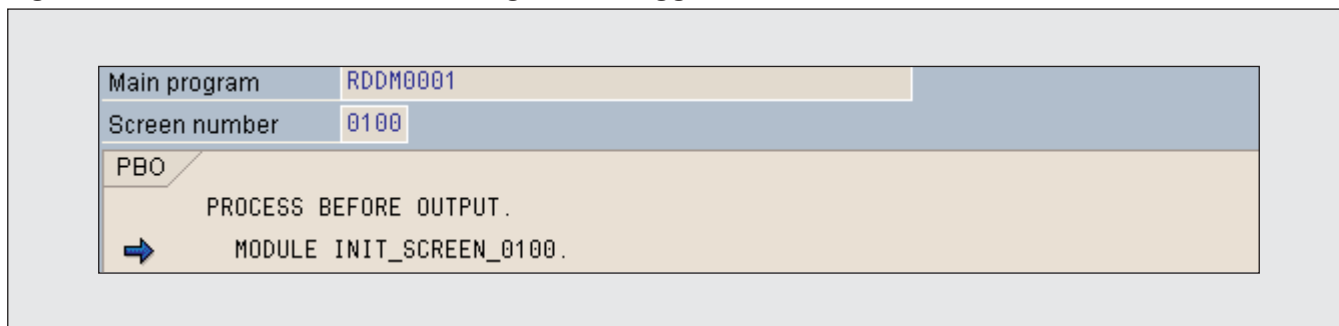 Main program RDDM0001
Screen number 0100
PBO
PROCESS BEFORE OUTPUT.
MODULE INIT_SCREEN_0100.